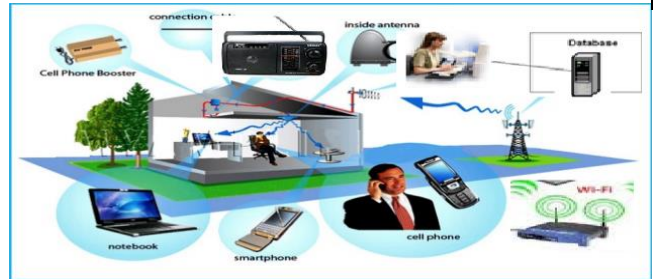 connection
inside antenna
Database
Cell Phone Booster
Wi-Fi
notebook
smartphone
cell phone